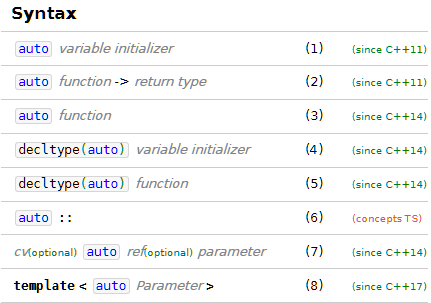 Syntax
auto variable initializer (1) (since C++11)
auto function -> return type (2) (since C++11)
auto function (3) (since C++14)
decltype(auto) variable initializer (4) (since C++14)
decltype(auto) function (5) (since C++14)
auto :: (6) (concepts TS)
cv(optional) auto ref(optional) parameter (7) (since C++14)
template < auto Parameter > (8) (since C++17)